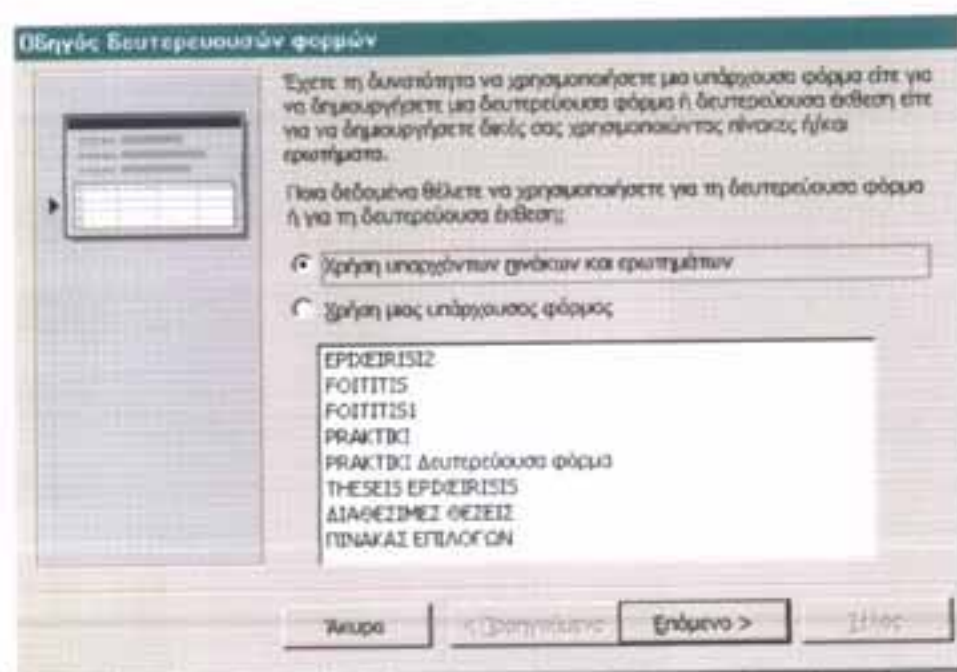 Οδηγός δευτερευουσών φορμών
Έχετε τη δυνατότητα να χρησιμοποιήσετε μια υπάρχουσα φόρμα είτε για
να δημιουργήσετε μια δευτερεύουσα φόρμα ή δευτερεύουσα έκθεση είτε
για να δημιουργήσετε δικές σας χρησιμοποιώντας πίνακες ή/και
ερωτήματα.
Ποια δεδομένα θέλετε να χρησιμοποιήσετε για τη δευτερεύουσα φόρμα
ή για τη δευτερεύουσα έκθεση;
Χρήση υπαρχόντων πινάκων και ερωτημάτων
Χρήση μιας υπάρχουσας φόρμας
EPIXEIRISI2
FOITITIS
FOITITIS1
PRAKTIKI
PRAKTIKI Δευτερεύουσα φόρμα
THESEIS EPIXEIRISIS
ΔΙΑΘΕΣΙΜΕΣ ΘΕΣΕΙΣ
ΠΙΝΑΚΑΣ ΕΠΙΛΟΓΩΝ
Άκυρο
< Προηγούμενο
Επόμενο >
Τέλος